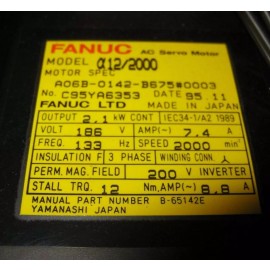 FANUC AC Servo Motor
MODEL α12/2000
MOTOR SPEC
A06B-0142-B675#0003
No. C95YA6353 DATE 95.11
FANUC LTD MADE IN JAPAN
OUTPUT 2.1 kW CONT IEC34-1/A2 1989
VOLT 186 V AMP(~) 7.4 A
FREQ. 133 Hz SPEED 2000 min⁻¹
INSULATION F 3 PHASE WINDING CONN. 人
PERM. MAG. FIELD 200 V INVERTER
STALL TRQ. 12 Nm, AMP(~) 8.8 A
MANUAL PART NUMBER B-65142E
YAMANASHI JAPAN